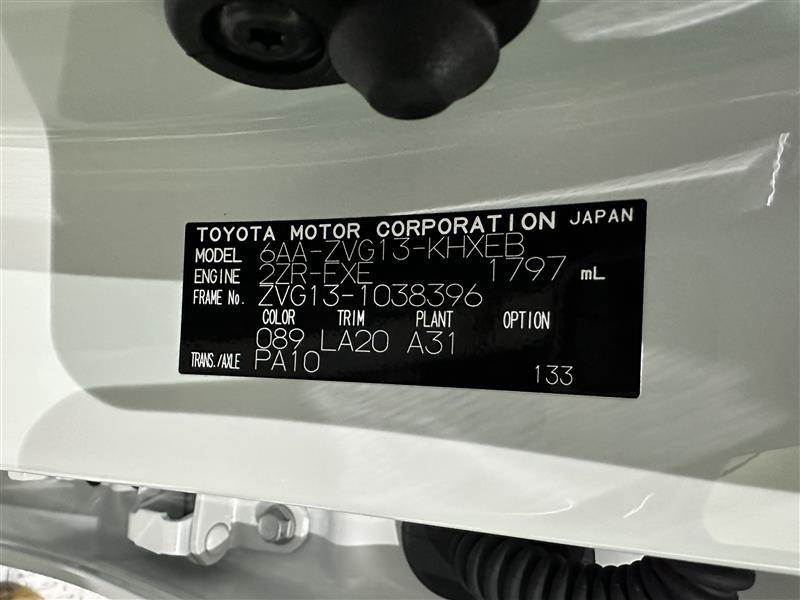 TOYOTA MOTOR CORPORATION JAPAN
MODEL 6AA-ZVG13-KHXEB
ENGINE 2ZR-FXE 1797 mL
FRAME No. ZVG13-1038396
COLOR TRIM PLANT OPTION
089 LA20 A31
TRANS./AXLE PA10
133